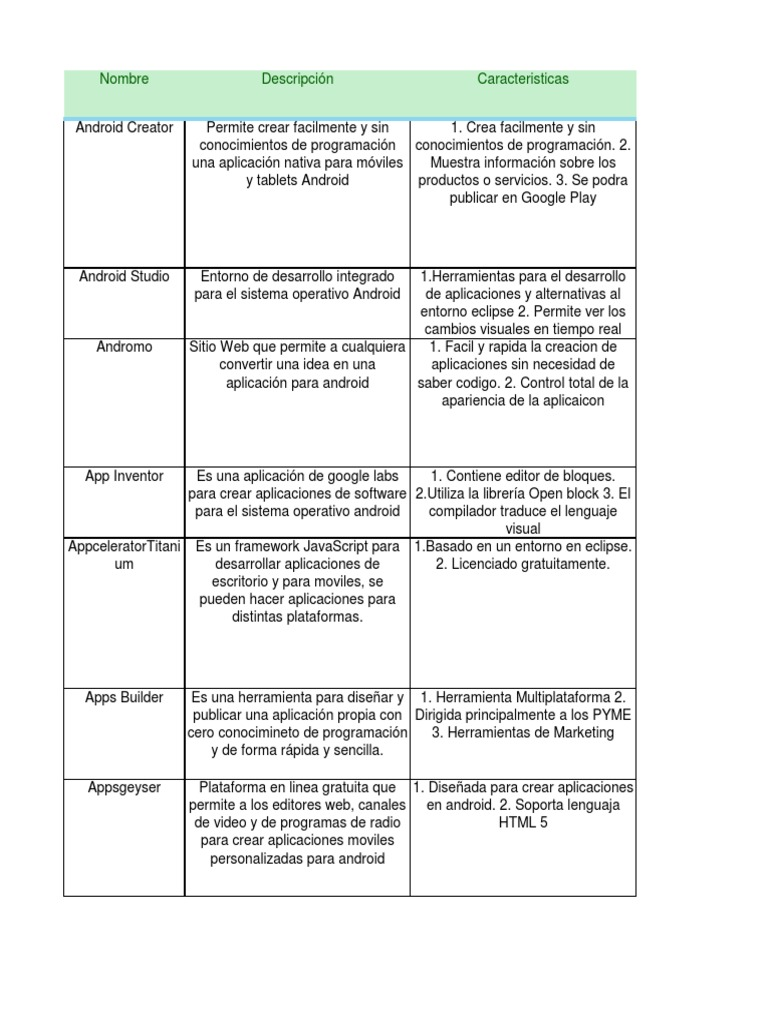 Nombre Descripción Caracteristicas
Android Creator
Permite crear facilmente y sin
conocimientos de programación
una aplicación nativa para móviles
y tablets Android
1. Crea facilmente y sin
conocimientos de programación. 2.
Muestra información sobre los
productos o servicios. 3. Se podra
publicar en Google Play
Android Studio
Entorno de desarrollo integrado
para el sistema operativo Android
1.Herramientas para el desarrollo
de aplicaciones y alternativas al
entorno eclipse 2. Permite ver los
cambios visuales en tiempo real
Andromo
Sitio Web que permite a cualquiera
convertir una idea en una
aplicación para android
1. Facil y rapida la creacion de
aplicaciones sin necesidad de
saber codigo. 2. Control total de la
apariencia de la aplicaicon
App Inventor
Es una aplicación de google labs
para crear aplicaciones de software
para el sistema operativo android
1. Contiene editor de bloques.
2.Utiliza la librería Open block 3. El
compilador traduce el lenguaje
visual
AppceleratorTitani
um
Es un framework JavaScript para
desarrollar aplicaciones de
escritorio y para moviles, se
pueden hacer aplicaciones para
distintas plataformas.
1.Basado en un entorno en eclipse.
2. Licenciado gratuitamente.
Apps Builder
Es una herramienta para diseñar y
publicar una aplicación propia con
cero conocimineto de programación
y de forma rápida y sencilla.
1. Herramienta Multiplataforma 2.
Dirigida principalmente a los PYME
3. Herramientas de Marketing
Appsgeyser
Plataforma en linea gratuita que
permite a los editores web, canales
de video y de programas de radio
para crear aplicaciones moviles
personalizadas para android
1. Diseñada para crear aplicaciones
en android. 2. Soporta lenguaja
HTML 5